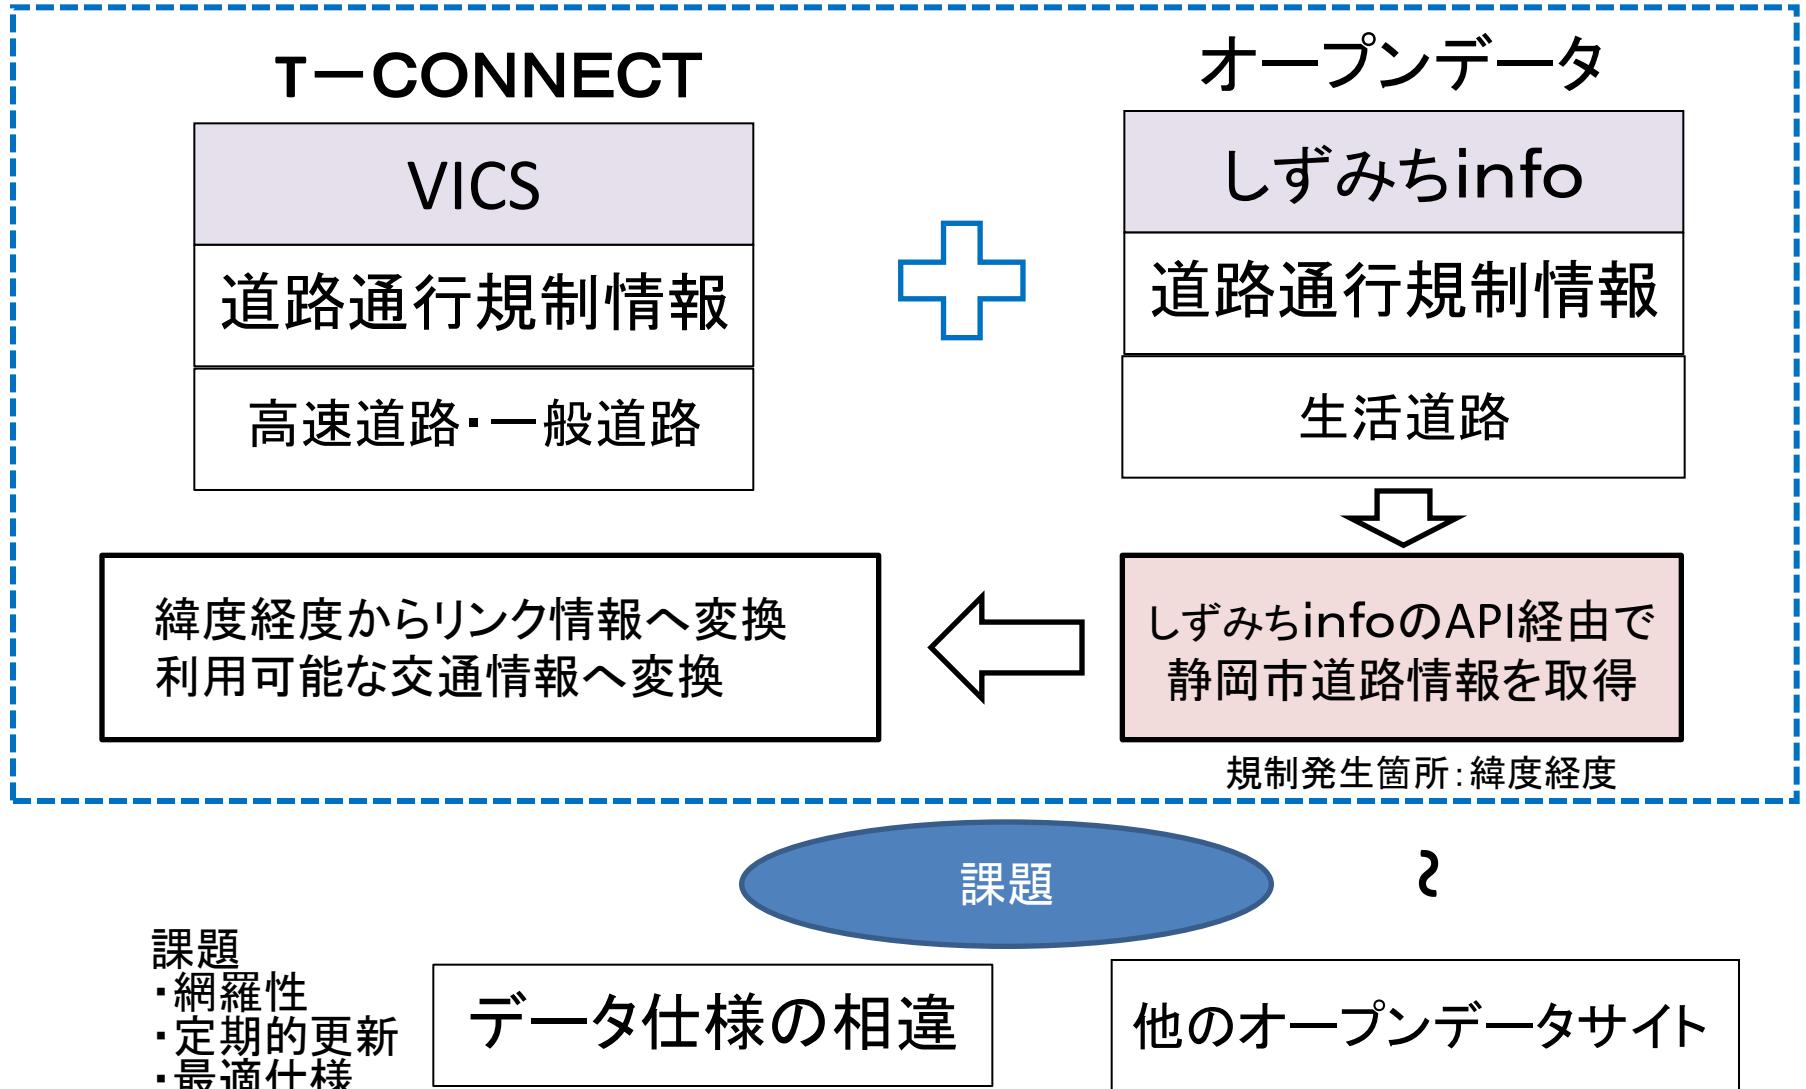 T－CONNECT
VICS
道路通行規制情報
高速道路・一般道路
オープンデータ
しずみちinfo
道路通行規制情報
生活道路
しずみちinfoのAPI経由で
静岡市道路情報を取得
規制発生箇所：緯度経度
緯度経度からリンク情報へ変換
利用可能な交通情報へ変換
課題
～
課題
・網羅性
・定期的更新
・最適仕様
データ仕様の相違
他のオープンデータサイト